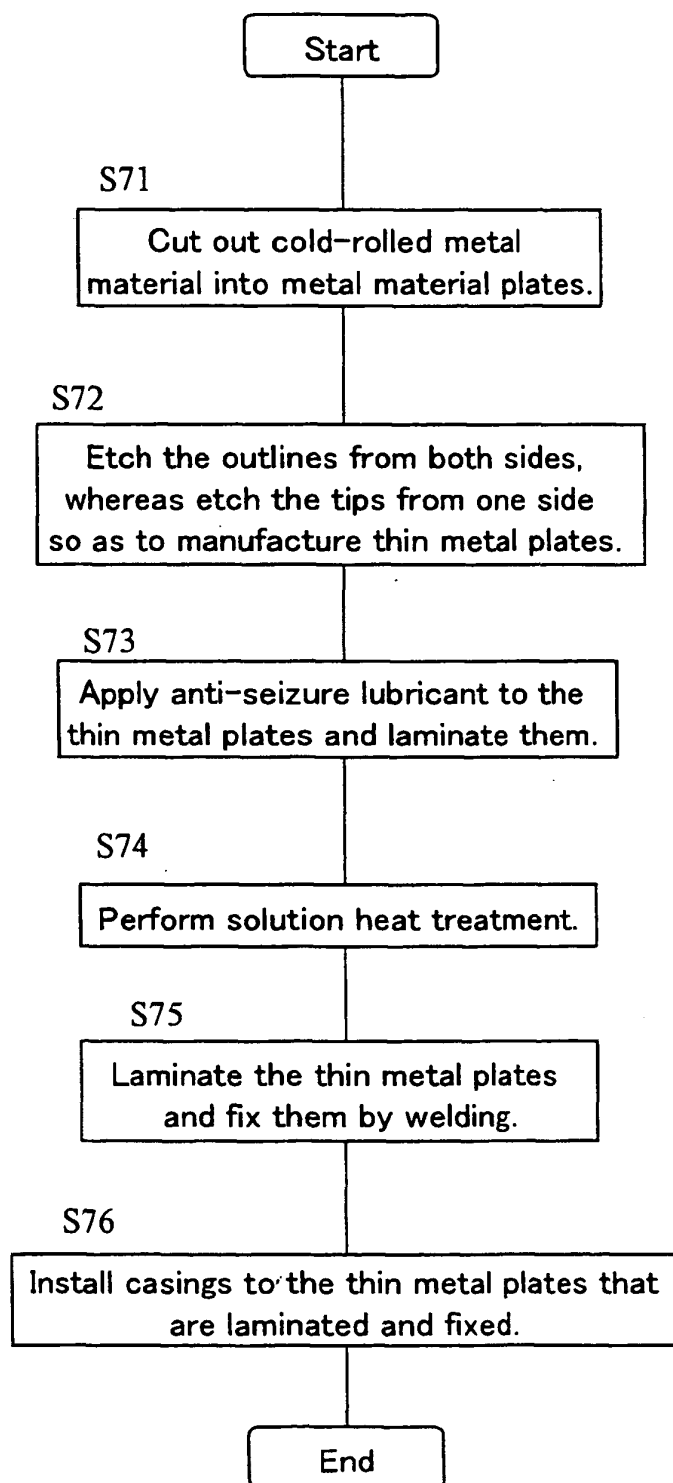 Start
S71
Cut out cold-rolled metal
material into metal material plates.
S72
Etch the outlines from both sides,
whereas etch the tips from one side
so as to manufacture thin metal plates.
S73
Apply anti-seizure lubricant to the
thin metal plates and laminate them.
S74
Perform solution heat treatment.
S75
Laminate the thin metal plates
and fix them by welding.
S76
Install casings to the thin metal plates that
are laminated and fixed.
End